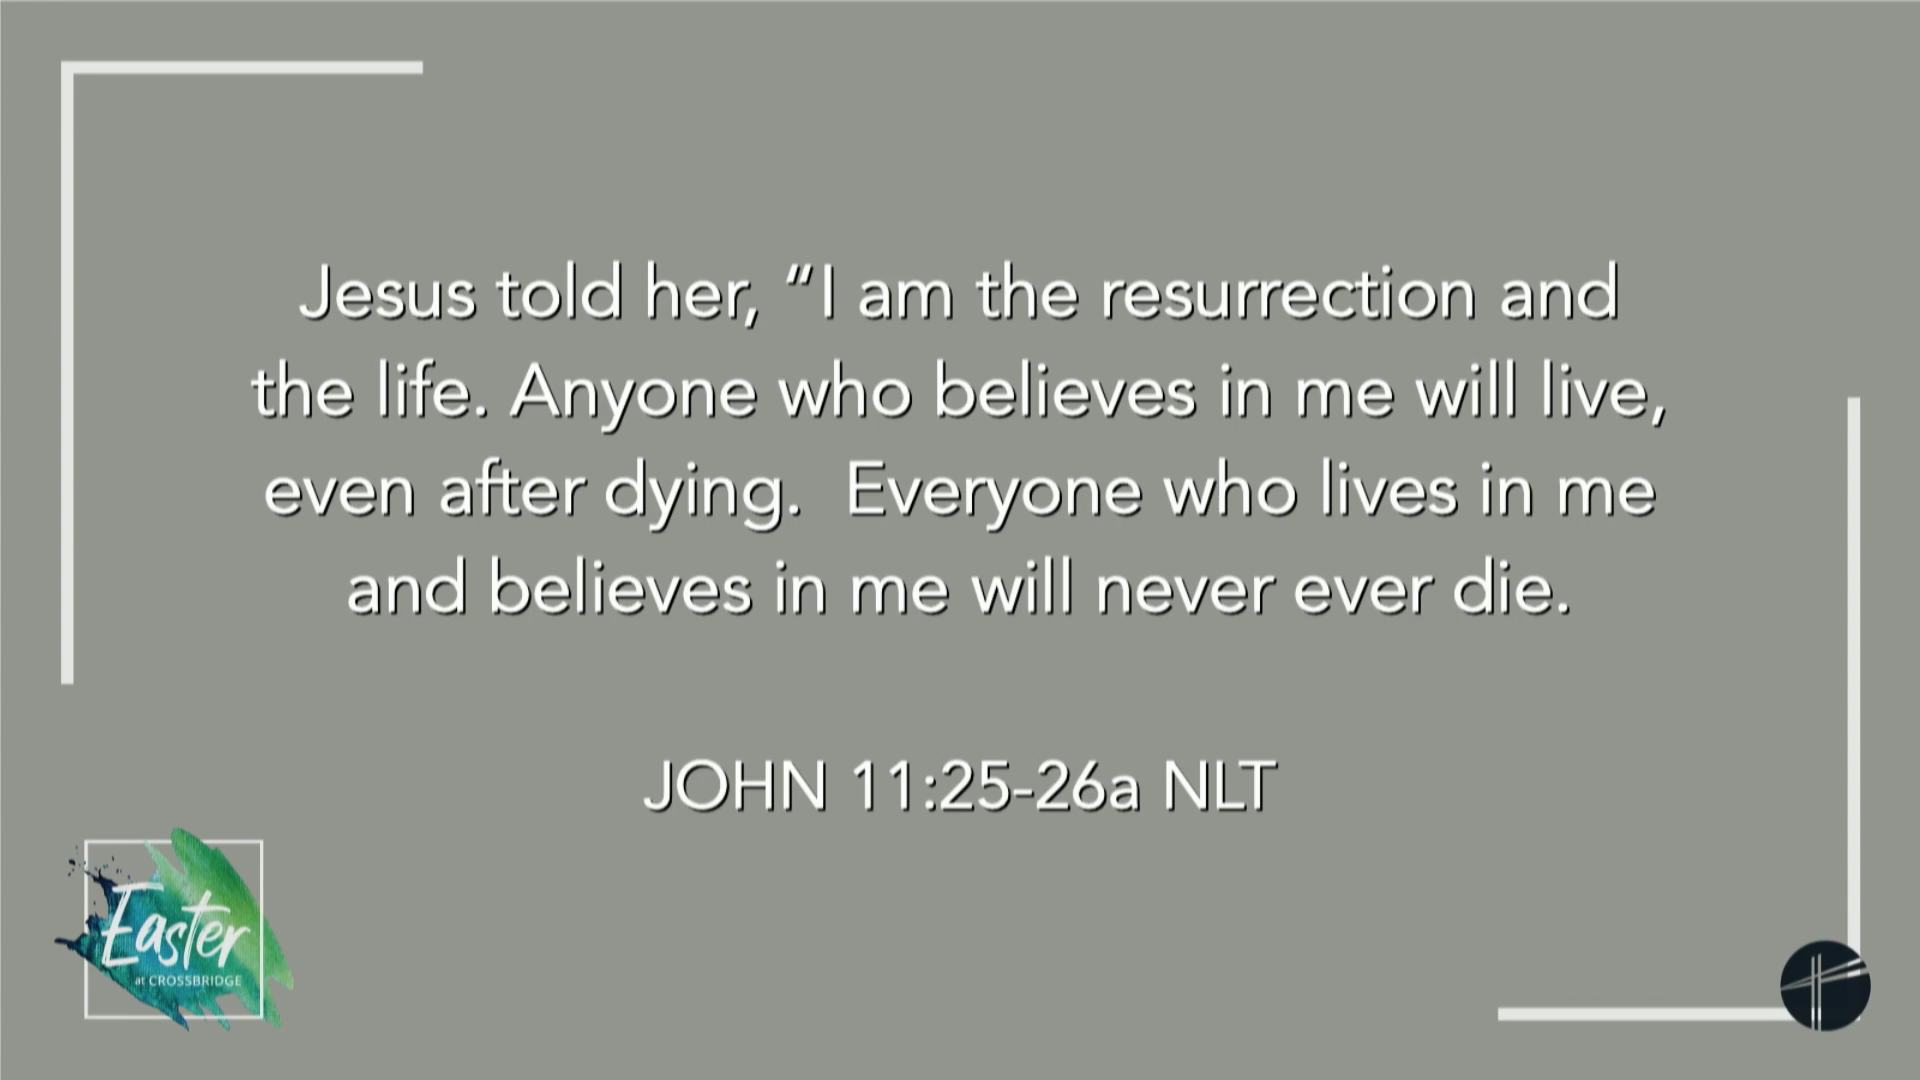 Jesus told her, “I am the resurrection and
the life. Anyone who believes in me will live,
even after dying.  Everyone who lives in me
and believes in me will never ever die.
JOHN 11:25-26a NLT
Easter
at CROSSBRIDGE